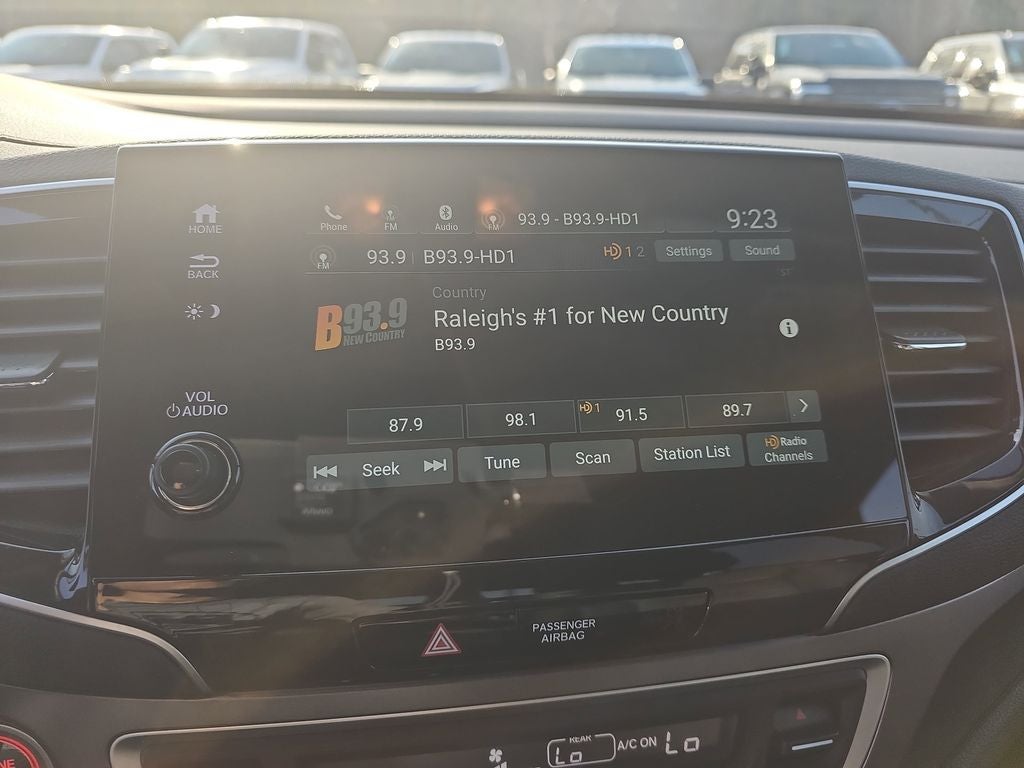 HOME
BACK
VOL
AUDIO
Phone
FM
Audio
FM
93.9 - B93.9-HD1
9:23
FM
93.9 | B93.9-HD1
HD 1 2
Settings
Sound
ST
B93.9
NEW COUNTRY
Country
Raleigh's #1 for New Country
B93.9
87.9
98.1
HD1 91.5
89.7
Seek
Tune
Scan
Station List
HD Radio
Channels
PASSENGER
AIRBAG
REAR
Lo
A/C ON
Lo